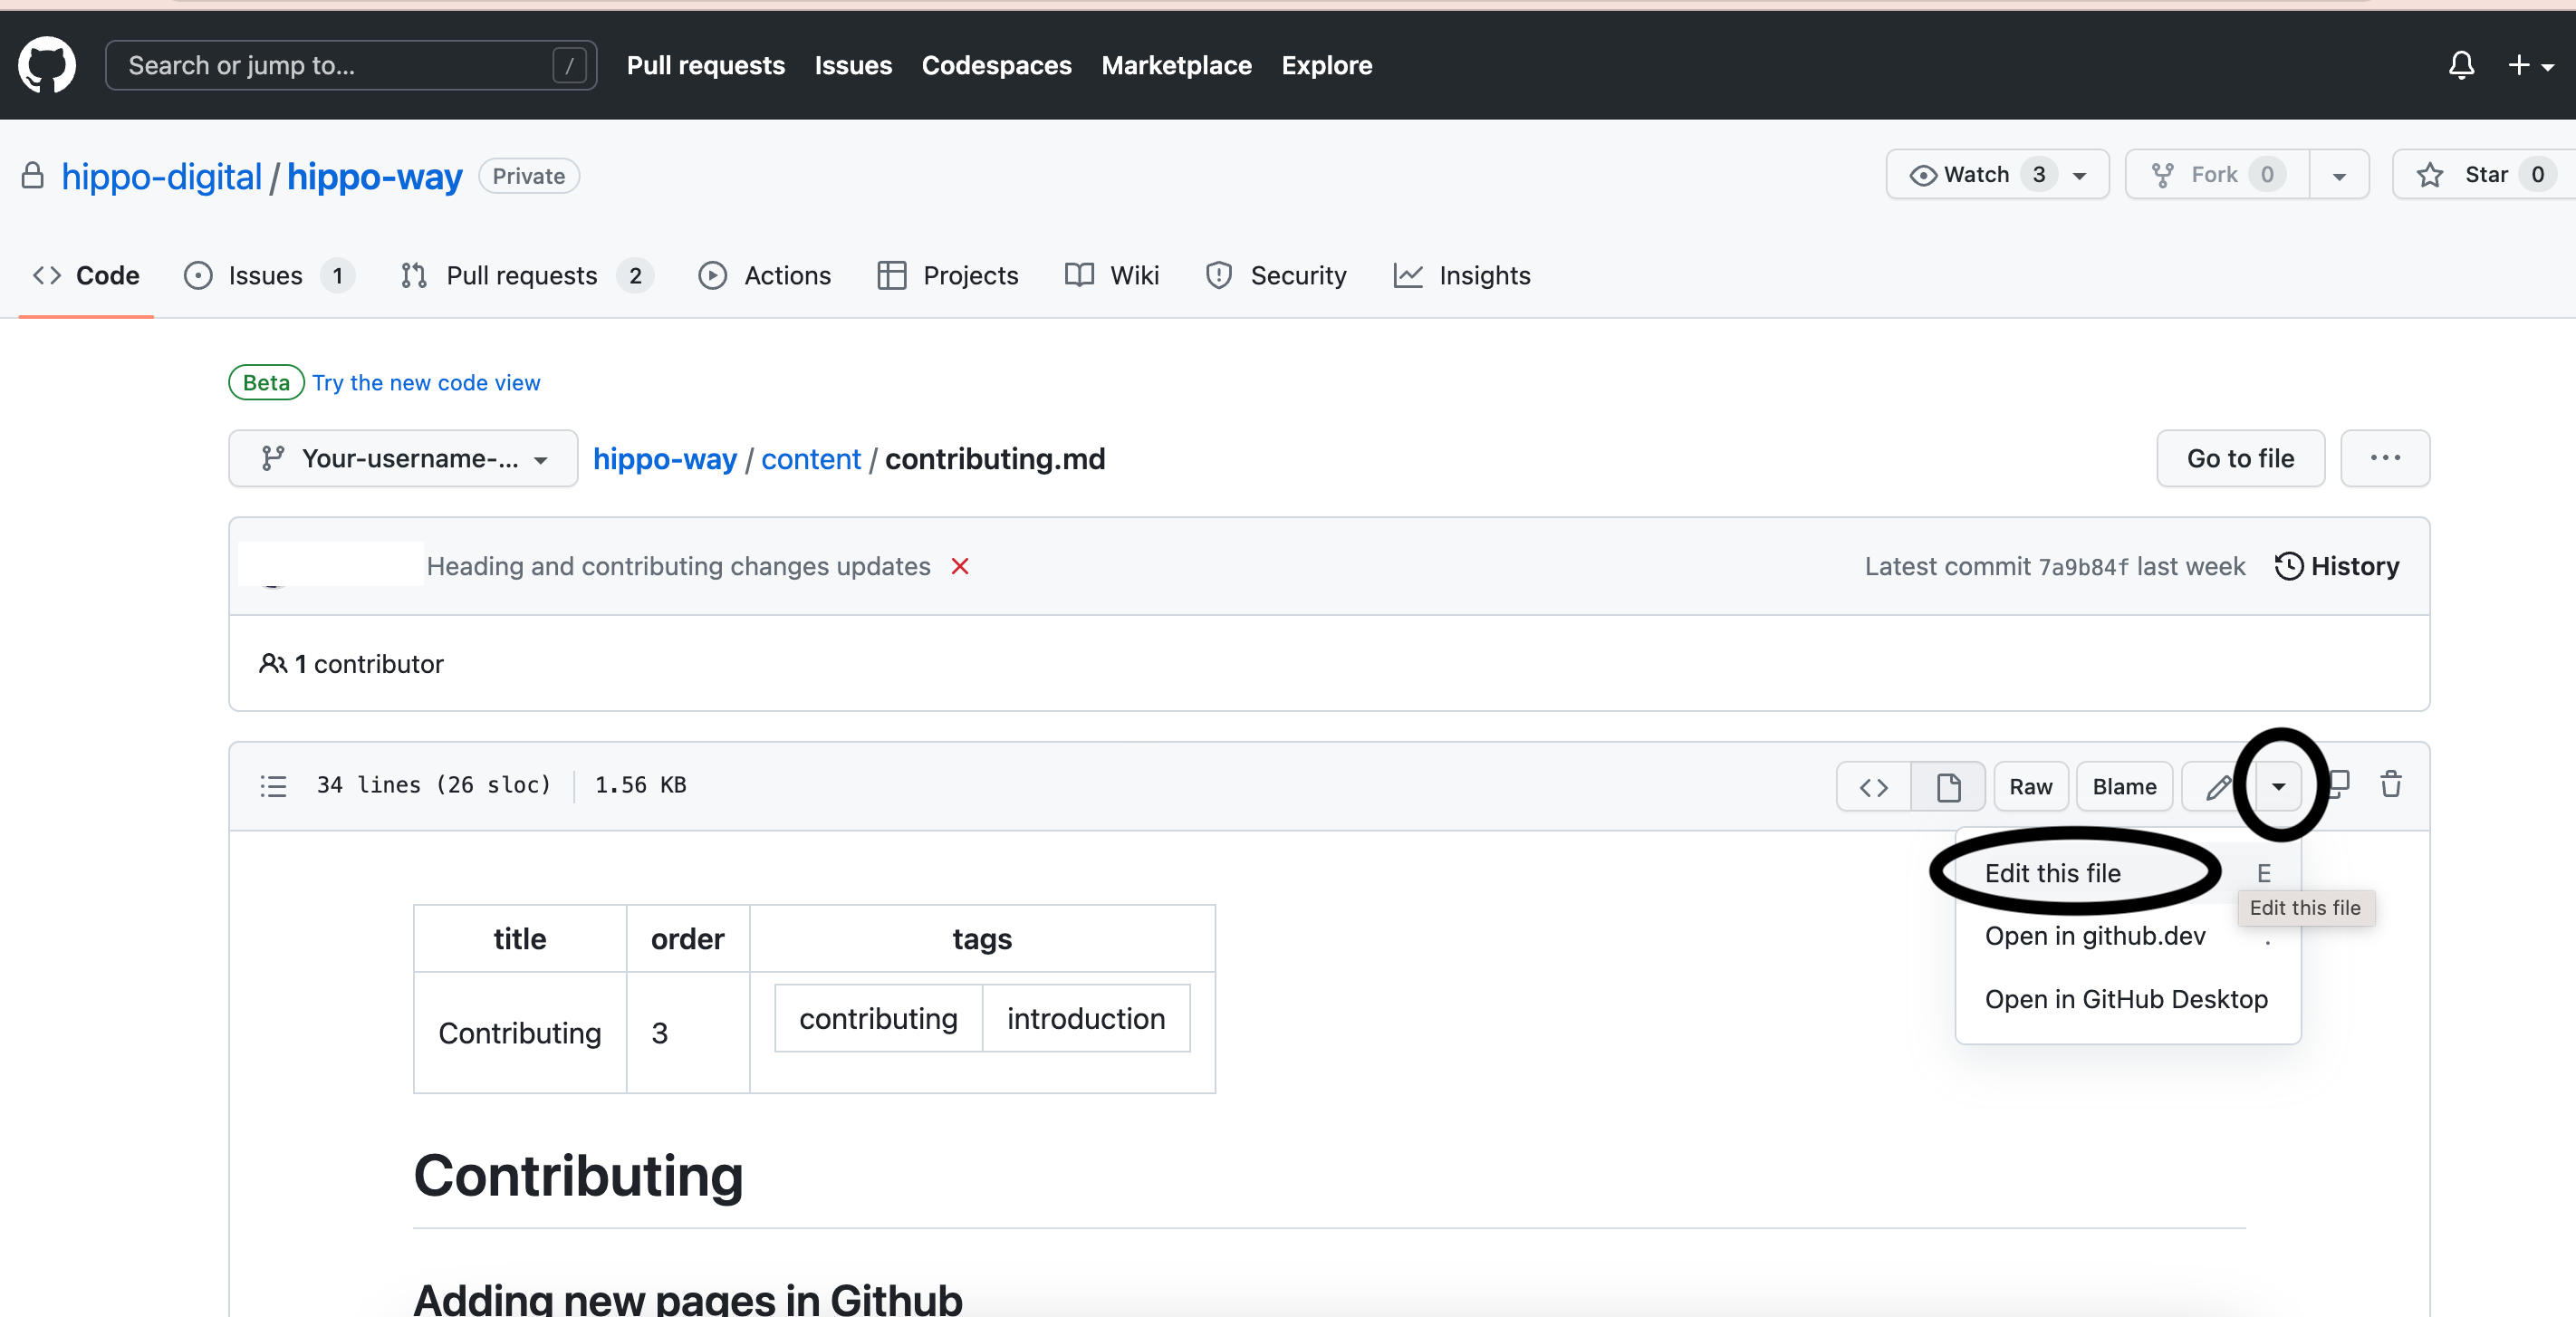 Search or jump to... / Pull requests Issues Codespaces Marketplace Explore
hippo-digital / hippo-way Private Watch 3 Fork 0 Star 0
Code Issues 1 Pull requests 2 Actions Projects Wiki Security Insights
Beta Try the new code view
Your-username-... hippo-way / content / contributing.md Go to file ...
Heading and contributing changes updates Latest commit 7a9b84f last week History
1 contributor
34 lines (26 sloc) 1.56 KB Raw Blame
Edit this file E
Edit this file
Open in github.dev .
Open in GitHub Desktop
title order tags
Contributing 3 contributing introduction
Contributing
Adding new pages in Github